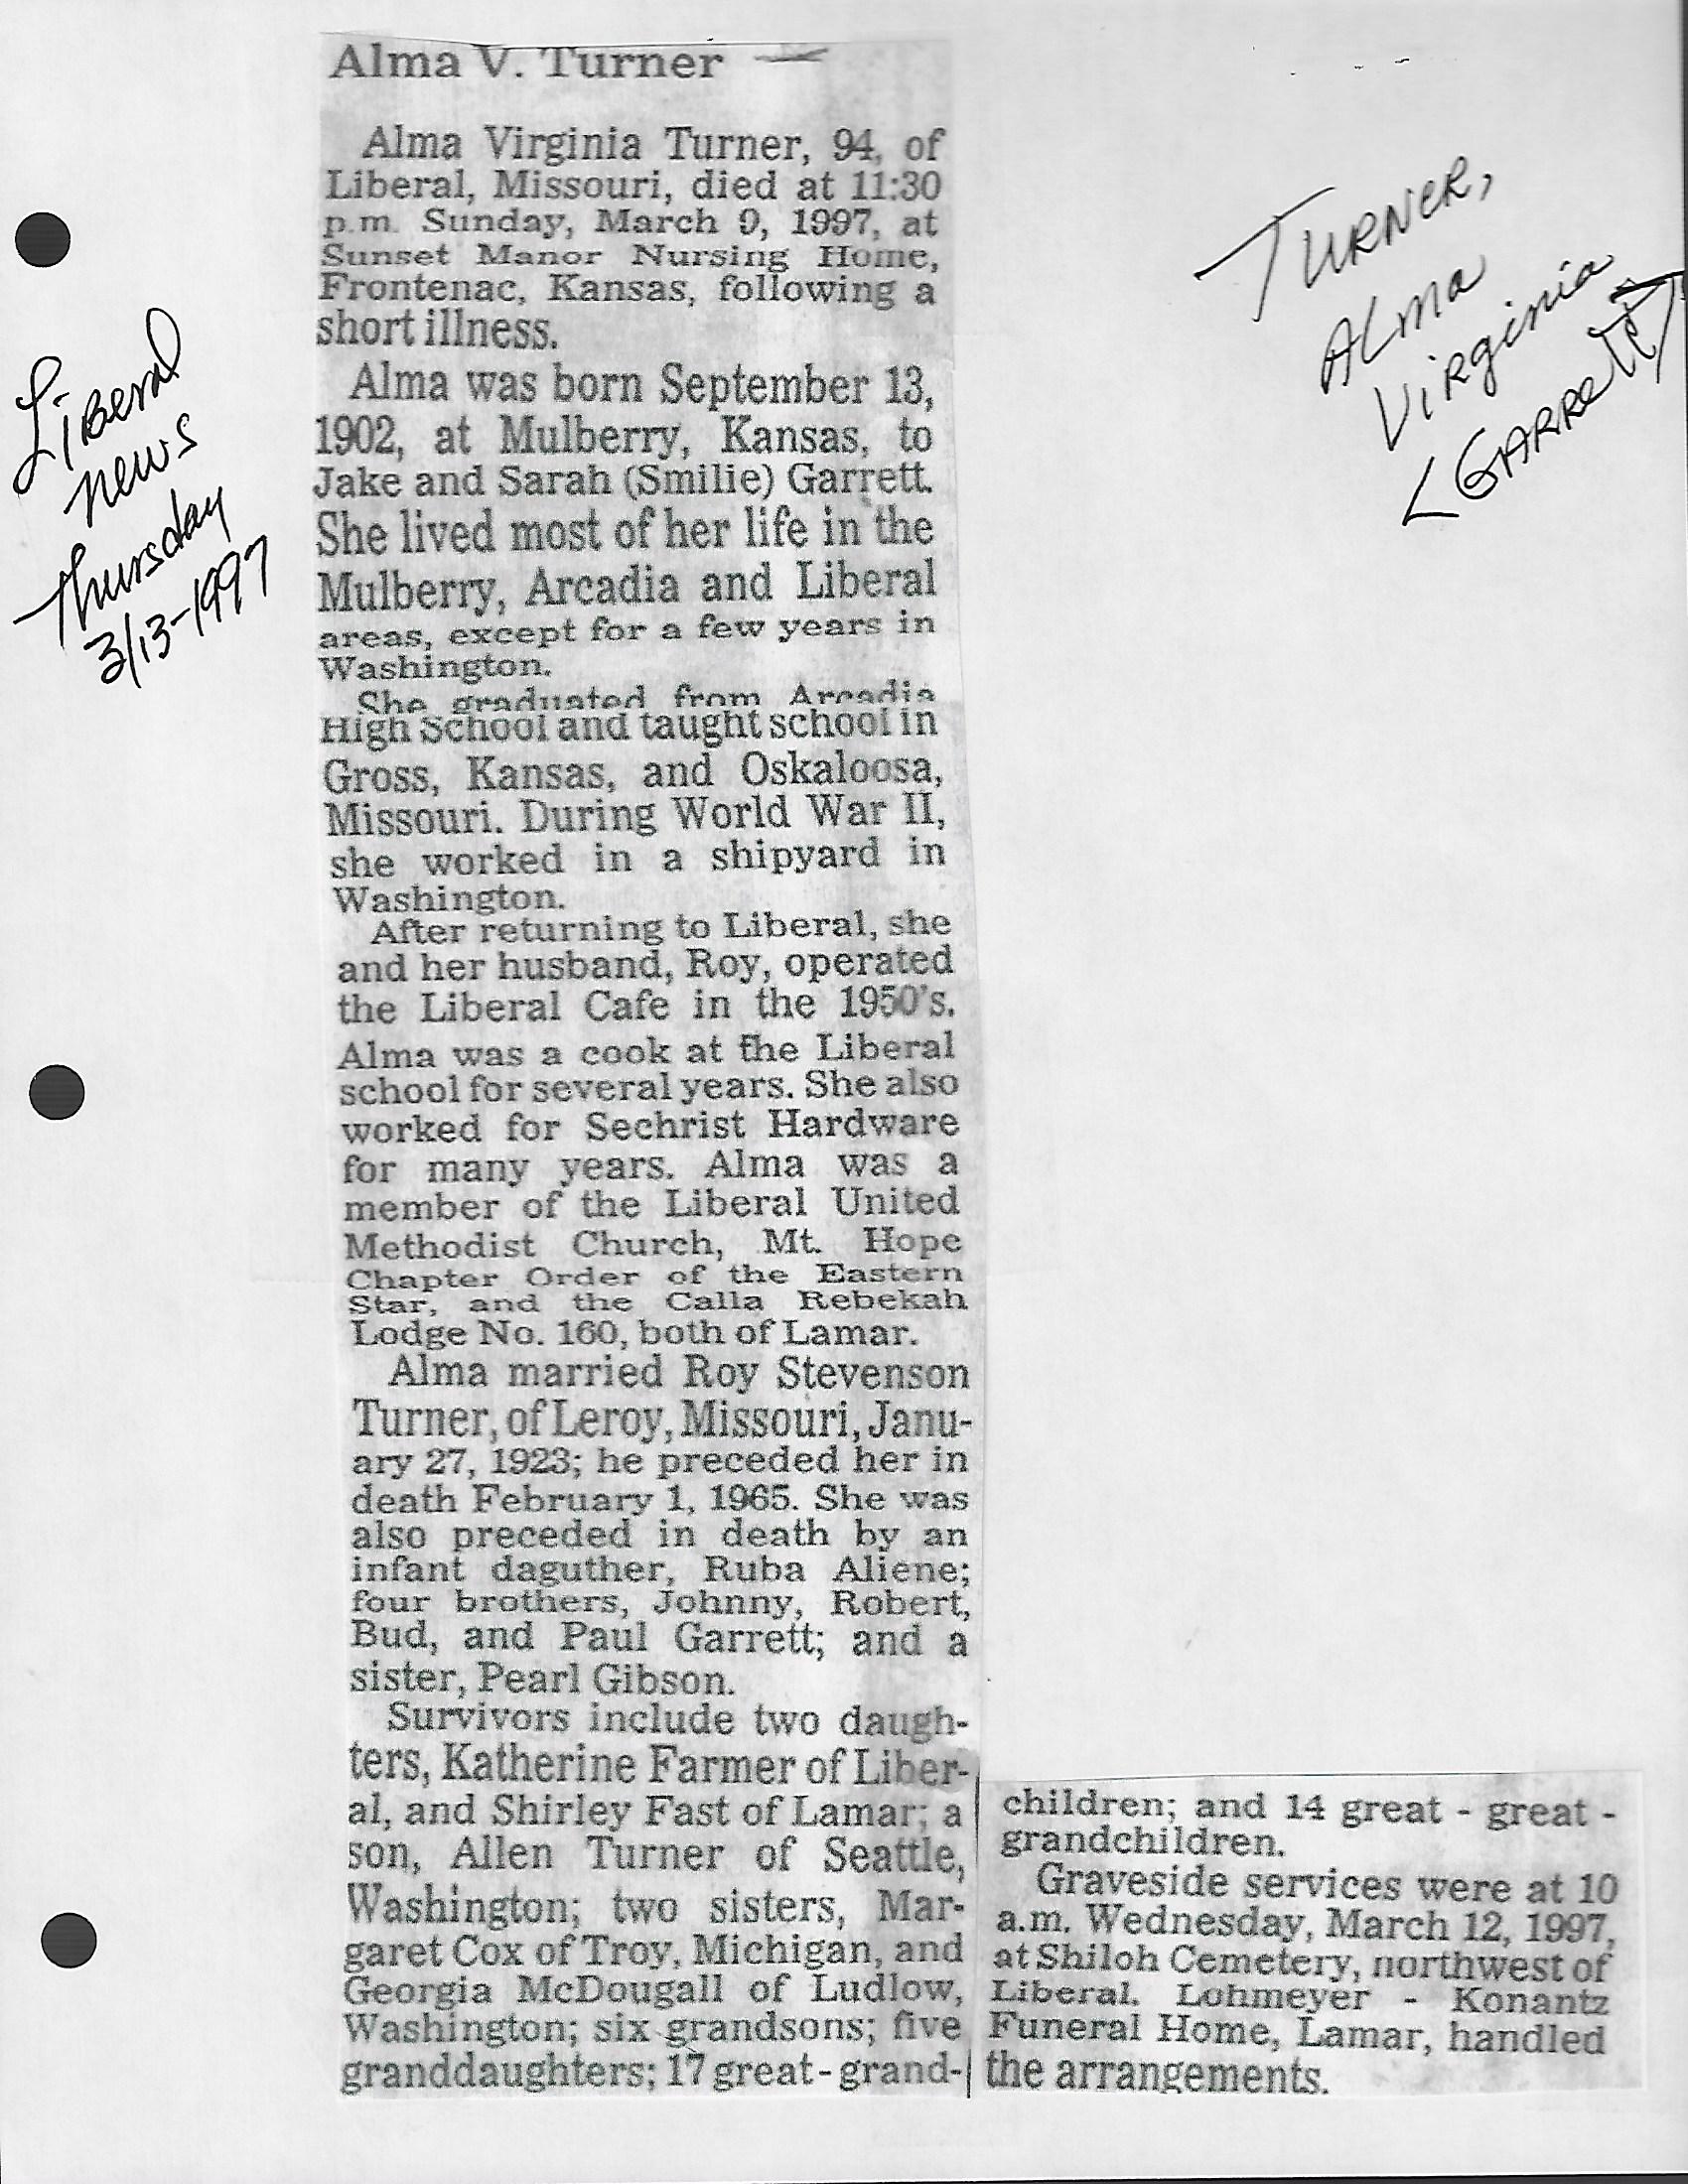 Alma V. Turner
Alma Virginia Turner, 94, of
Liberal, Missouri, died at 11:30
p.m. Sunday, March 9, 1997, at
Sunset Manor Nursing Home,
Frontenac, Kansas, following a
short illness.
Alma was born September 13,
1902, at Mulberry, Kansas, to
Jake and Sarah (Smilie) Garrett.
She lived most of her life in the
Mulberry, Arcadia and Liberal
areas, except for a few years in
Washington.
She graduated from Arcadia
High School and taught school in
Gross, Kansas, and Oskaloosa,
Missouri. During World War II,
she worked in a shipyard in
Washington.
After returning to Liberal, she
and her husband, Roy, operated
the Liberal Cafe in the 1950's.
Alma was a cook at the Liberal
school for several years. She also
worked for Sechrist Hardware
for many years. Alma was a
member of the Liberal United
Methodist Church, Mt. Hope
Chapter Order of the Eastern
Star, and the Calla Rebekah
Lodge No. 160, both of Lamar.
Alma married Roy Stevenson
Turner, of Leroy, Missouri, Janu-
ary 27, 1923; he preceded her in
death February 1, 1965. She was
also preceded in death by an
infant daguther, Ruba Aliene;
four brothers, Johnny, Robert,
Bud, and Paul Garrett; and a
sister, Pearl Gibson.
Survivors include two daugh-
ters, Katherine Farmer of Liber-
al, and Shirley Fast of Lamar; a
son, Allen Turner of Seattle,
Washington; two sisters, Mar-
garet Cox of Troy, Michigan, and
Georgia McDougall of Ludlow,
Washington; six grandsons; five
granddaughters; 17 great-grand-
children; and 14 great - great -
grandchildren.
Graveside services were at 10
a.m. Wednesday, March 12, 1997,
at Shiloh Cemetery, northwest of
Liberal. Lohmeyer - Konantz
Funeral Home, Lamar, handled
the arrangements.
Liberal
News
Thursday
3/13-1997
TURNER,
ALma
Virginia
<GARRETT>